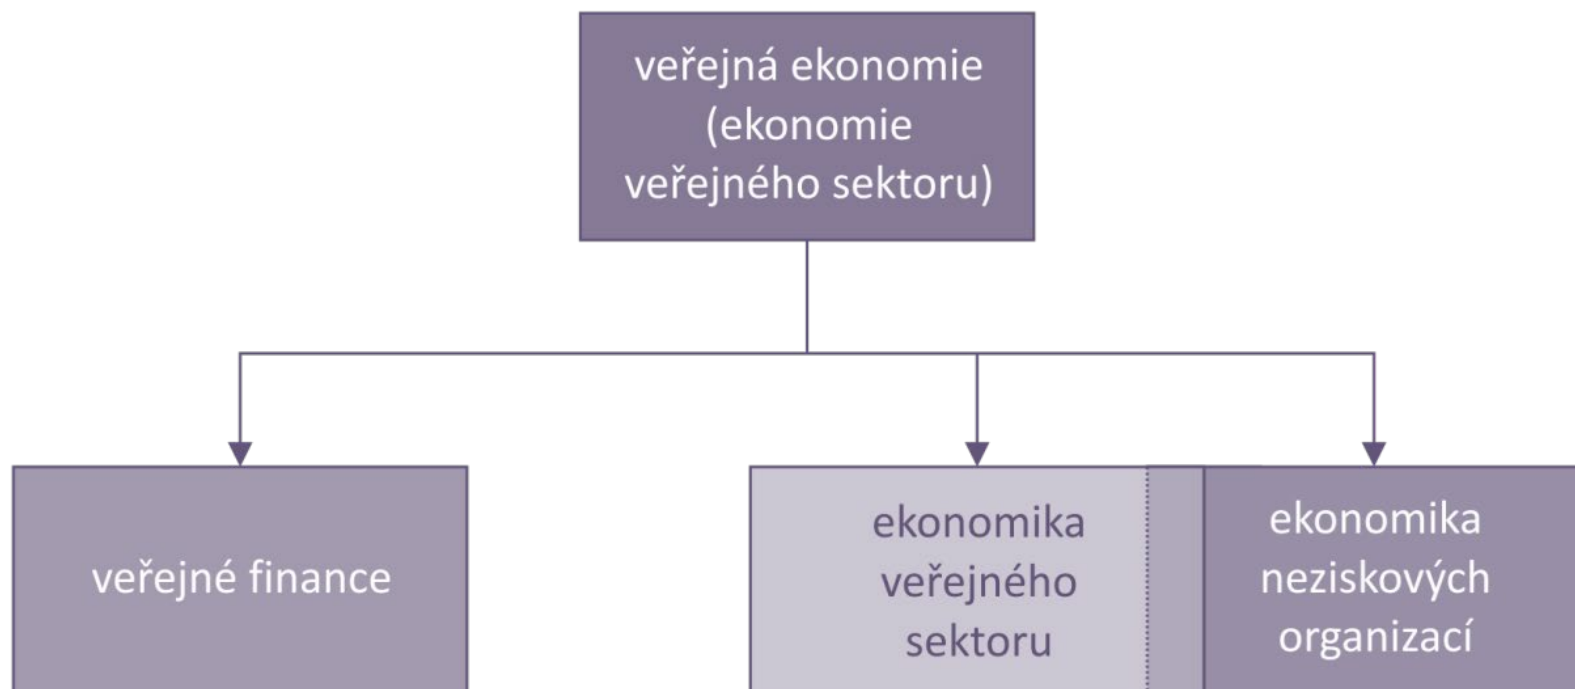 veřejná ekonomie
(ekonomie
veřejného sektoru)
veřejné finance
ekonomika
veřejného
sektoru
ekonomika
neziskových
organizací